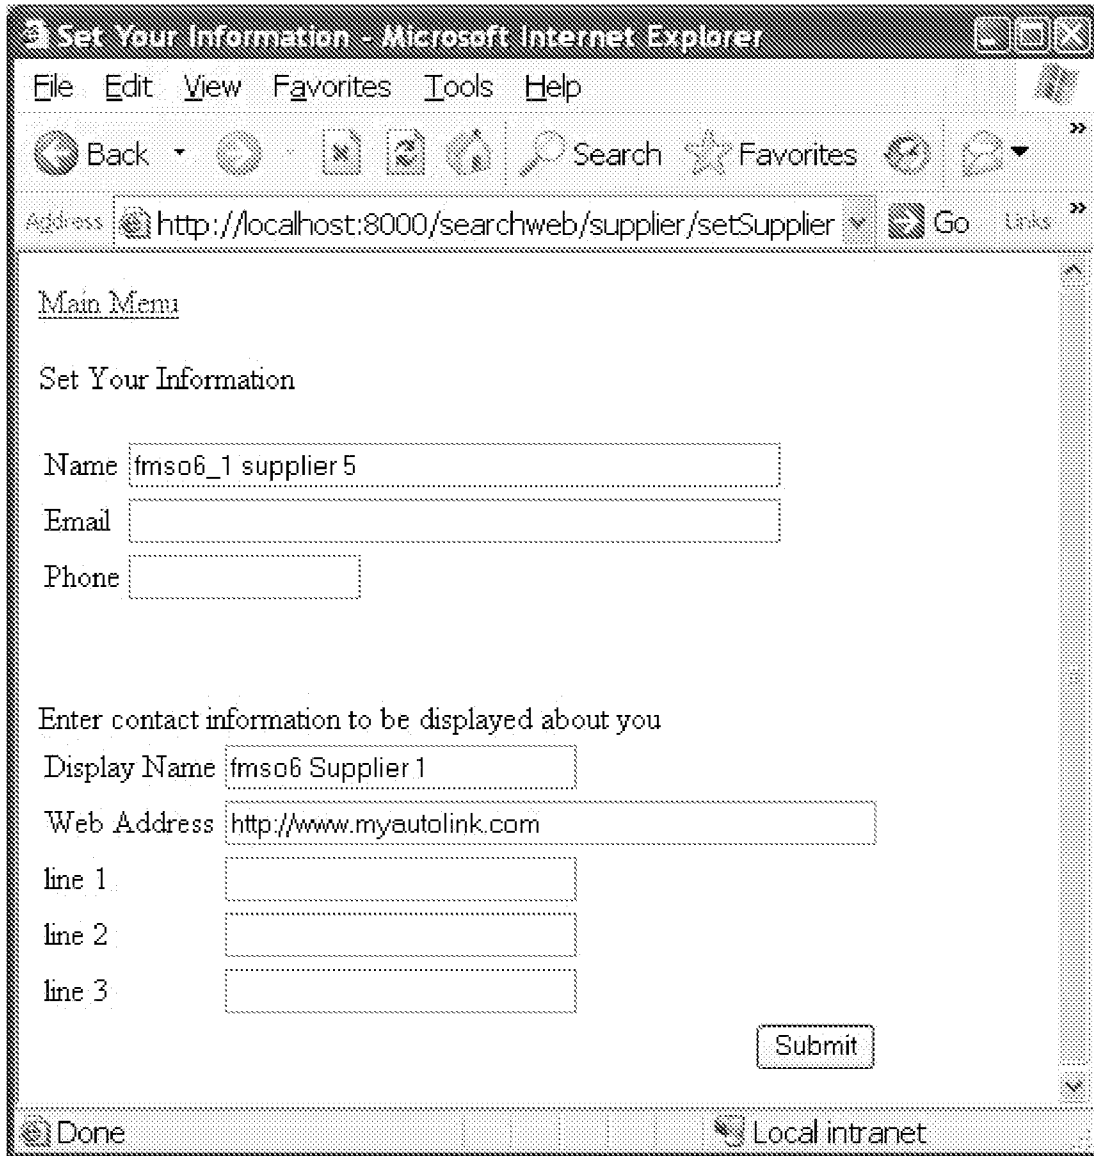 Set Your Information - Microsoft Internet Explorer
File Edit View Favorites Tools Help
Back Search Favorites »
Address http://localhost:8000/searchweb/supplier/setSupplier Go Links »
Main Menu
Set Your Information
Name fmso6_1 supplier 5
Email
Phone
Enter contact information to be displayed about you
Display Name fmso6 Supplier 1
Web Address http://www.myautolink.com
line 1
line 2
line 3
Submit
Done Local intranet